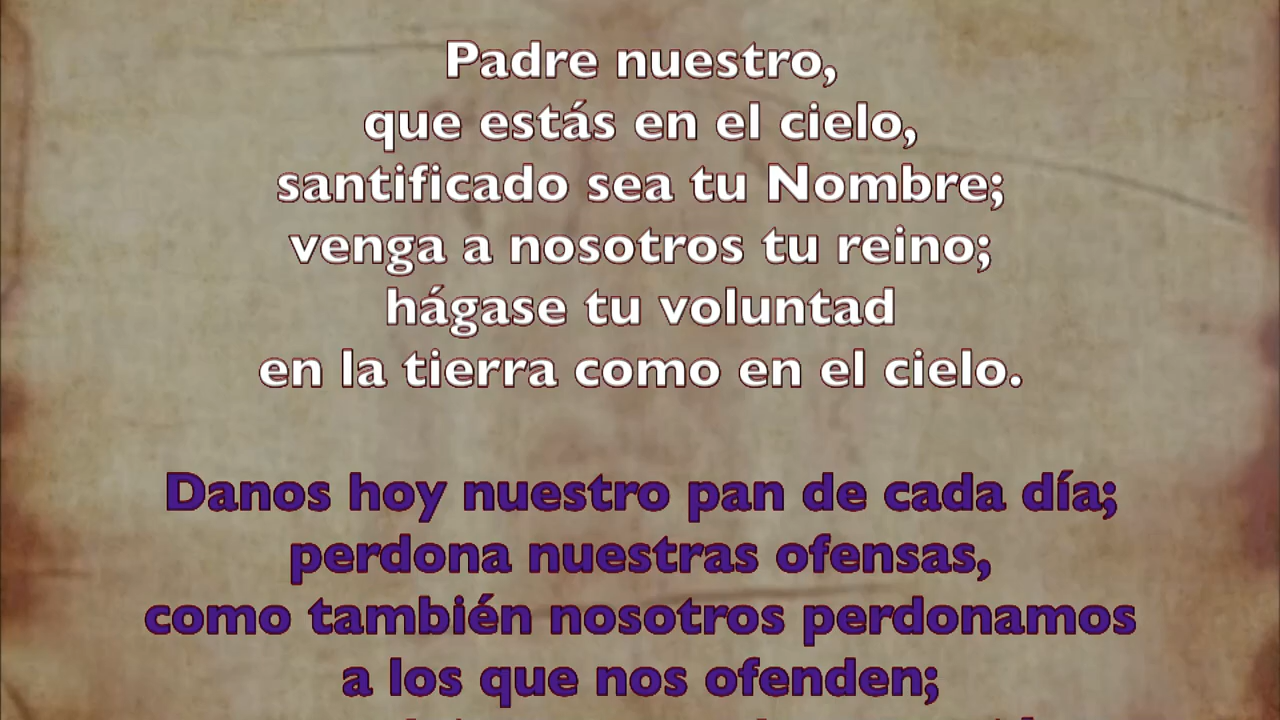 Padre nuestro,
que estás en el cielo,
santificado sea tu Nombre;
venga a nosotros tu reino;
hágase tu voluntad
en la tierra como en el cielo.
Danos hoy nuestro pan de cada día;
perdona nuestras ofensas,
como también nosotros perdonamos
a los que nos ofenden;